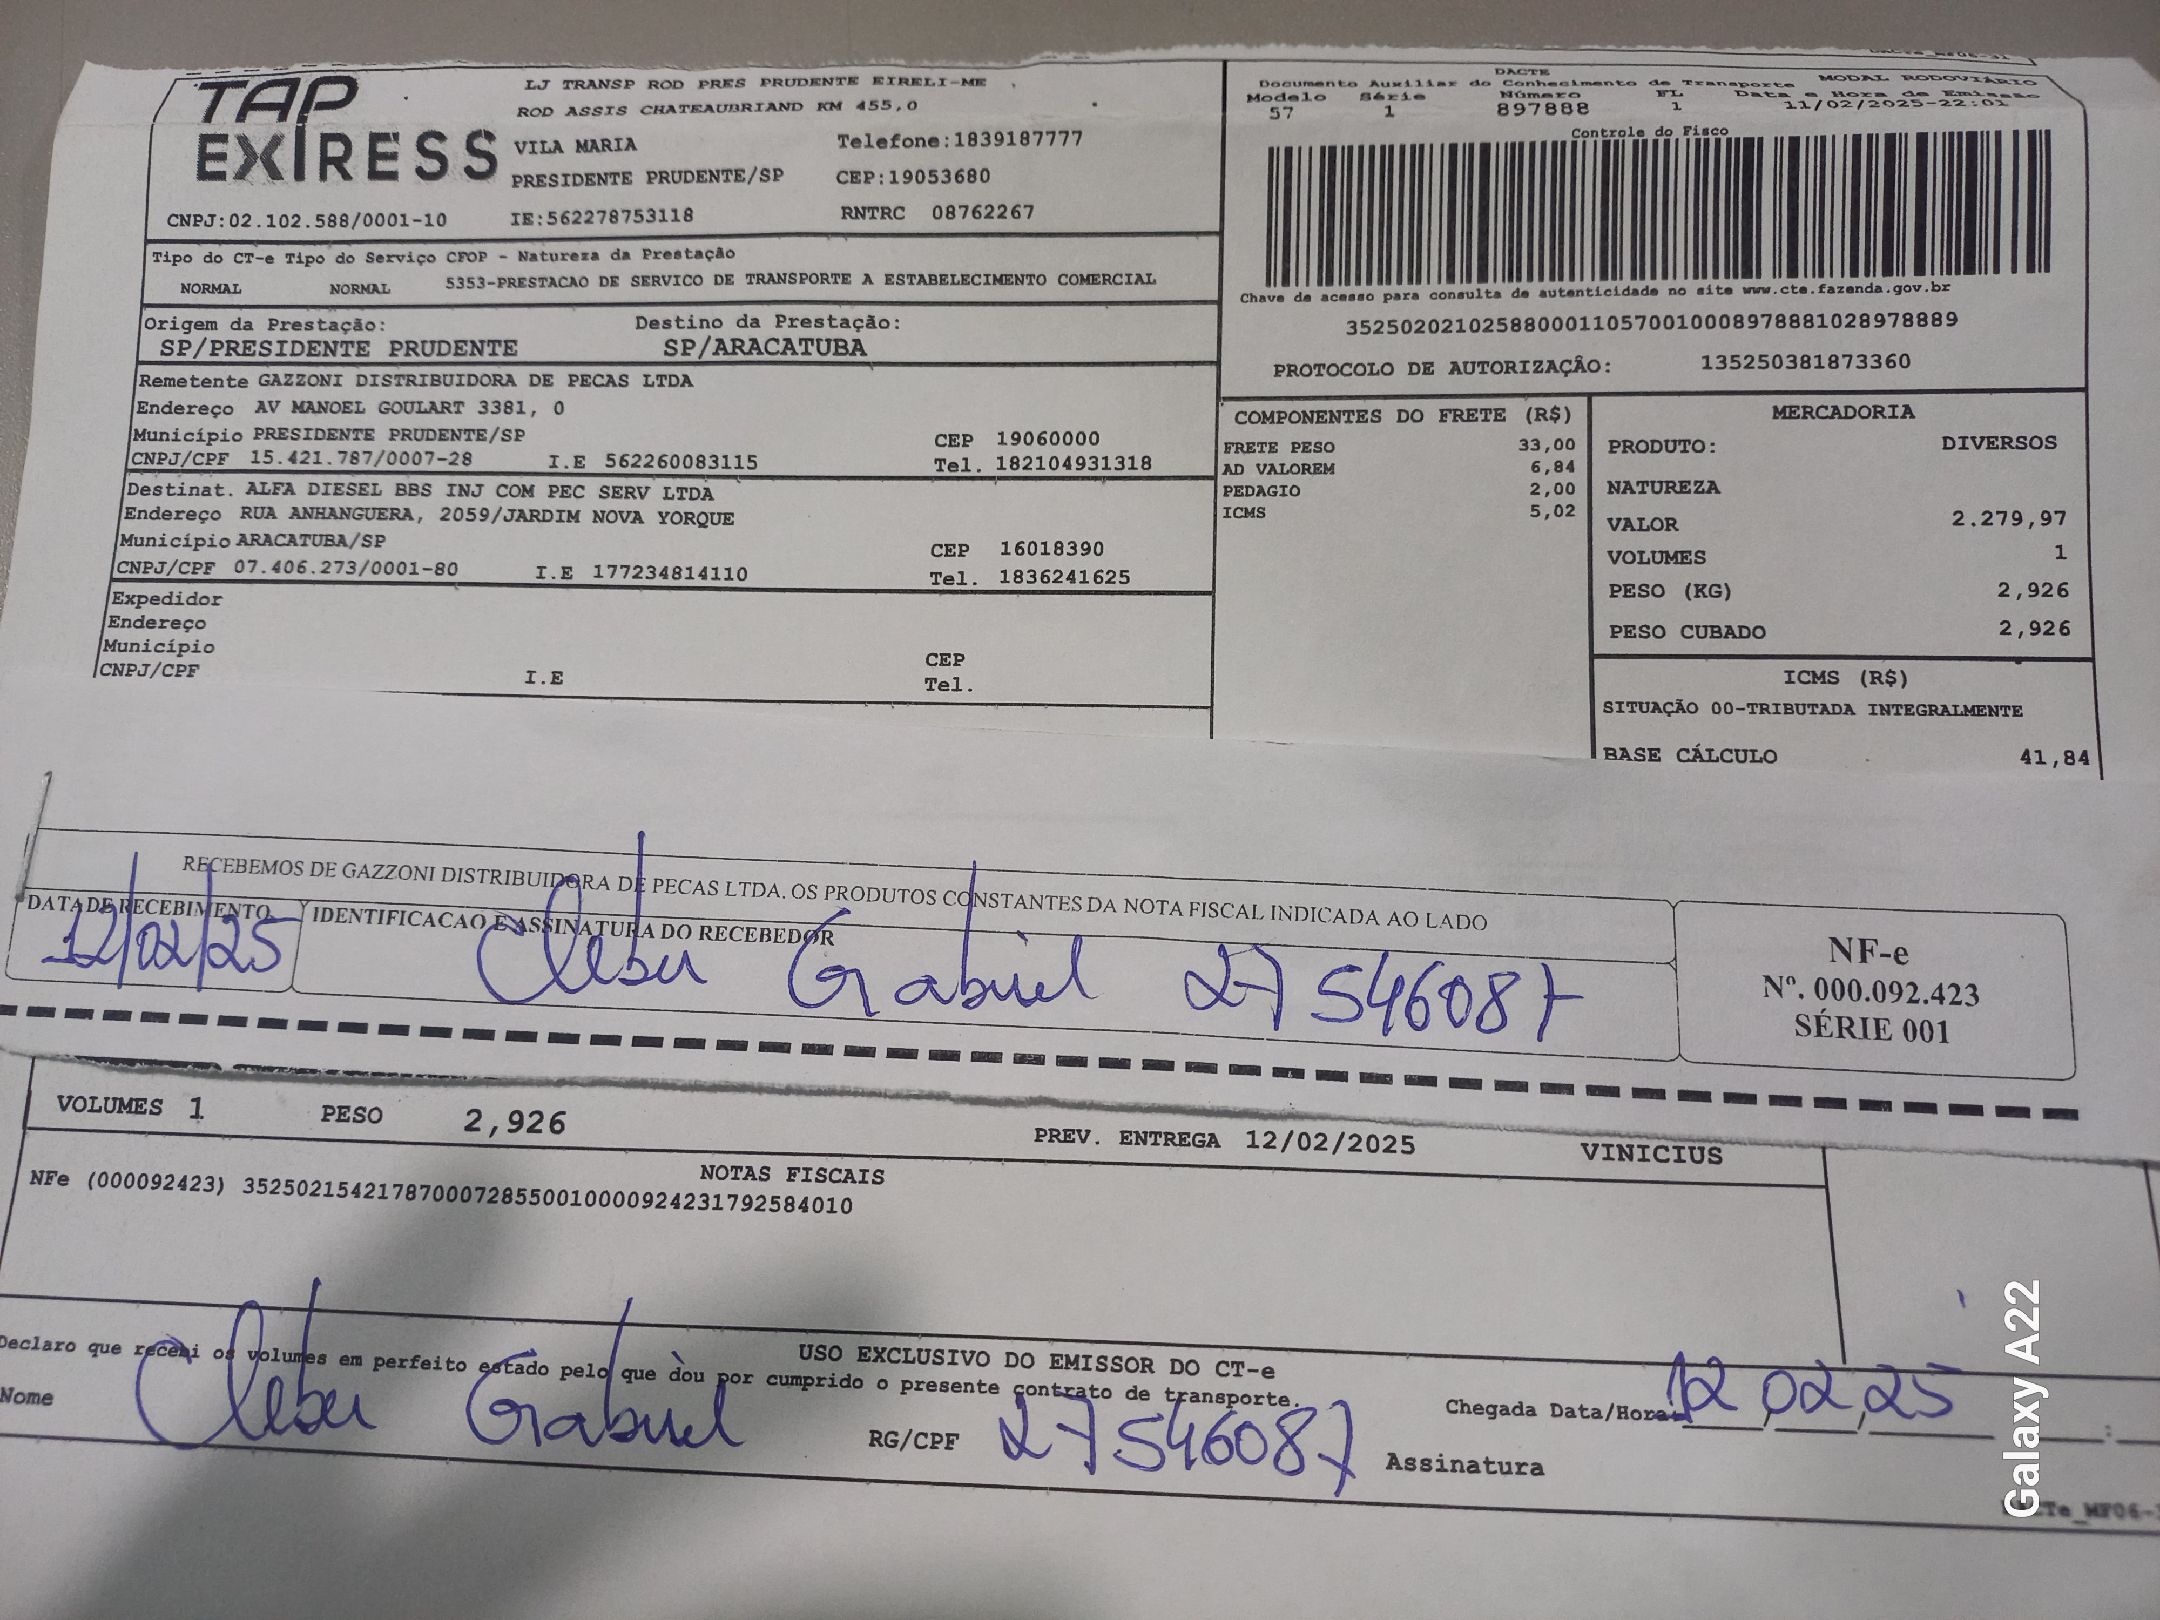 TAP
EXPRESS
LJ TRANSP ROD PRES PRUDENTE EIRELI-ME
ROD ASSIS CHATEAUBRIAND KM 455,0
VILA MARIA Telefone:1839187777
PRESIDENTE PRUDENTE/SP CEP:19053680
CNPJ:02.102.588/0001-10 IE:562278753118 RNTRC 08762267
DACTE
Documento Auxiliar do Conhecimento de Transporte MODAL RODOVIÁRIO
Modelo Série Número FL Data e Hora de Emissão
57 1 897888 1 11/02/2025-22:01
Controle do Fisco
Chave de acesso para consulta de autenticidade no site www.cte.fazenda.gov.br
35250202102588000110570010008978881028978889
PROTOCOLO DE AUTORIZAÇÃO: 135250381873360
Tipo do CT-e Tipo do Serviço CFOP - Natureza da Prestação
NORMAL NORMAL 5353-PRESTACAO DE SERVICO DE TRANSPORTE A ESTABELECIMENTO COMERCIAL
Origem da Prestação: Destino da Prestação:
SP/PRESIDENTE PRUDENTE SP/ARACATUBA
Remetente GAZZONI DISTRIBUIDORA DE PECAS LTDA
Endereço AV MANOEL GOULART 3381, 0
Município PRESIDENTE PRUDENTE/SP CEP 19060000
CNPJ/CPF 15.421.787/0007-28 I.E 562260083115 Tel. 182104931318
Destinat. ALFA DIESEL BBS INJ COM PEC SERV LTDA
Endereço RUA ANHANGUERA, 2059/JARDIM NOVA YORQUE
Município ARACATUBA/SP CEP 16018390
CNPJ/CPF 07.406.273/0001-80 I.E 177234814110 Tel. 1836241625
Expedidor
Endereço
Município CEP
CNPJ/CPF I.E Tel.
COMPONENTES DO FRETE (R$)
FRETE PESO 33,00
AD VALOREM 6,84
PEDAGIO 2,00
ICMS 5,02
MERCADORIA
PRODUTO: DIVERSOS
NATUREZA
VALOR 2.279,97
VOLUMES 1
PESO (KG) 2,926
PESO CUBADO 2,926
ICMS (R$)
SITUAÇÃO 00-TRIBUTADA INTEGRALMENTE
BASE CÁLCULO 41,84
RECEBEMOS DE GAZZONI DISTRIBUIDORA DE PECAS LTDA. OS PRODUTOS CONSTANTES DA NOTA FISCAL INDICADA AO LADO
DATA DE RECEBIMENTO IDENTIFICACAO E ASSINATURA DO RECEBEDOR
12/02/25 Cleber Gabriel 27546087
NF-e
Nº. 000.092.423
SÉRIE 001
VOLUMES 1 PESO 2,926 PREV. ENTREGA 12/02/2025 VINICIUS
NOTAS FISCAIS
NFe (000092423) 35250215421787000728550010000924231792584010
USO EXCLUSIVO DO EMISSOR DO CT-e
Declaro que recebi os volumes em perfeito estado pelo que dou por cumprido o presente contrato de transporte.
Nome Cleber Gabriel RG/CPF 27546087 Chegada Data/Hora: 12 02 25
Assinatura
Galaxy A22